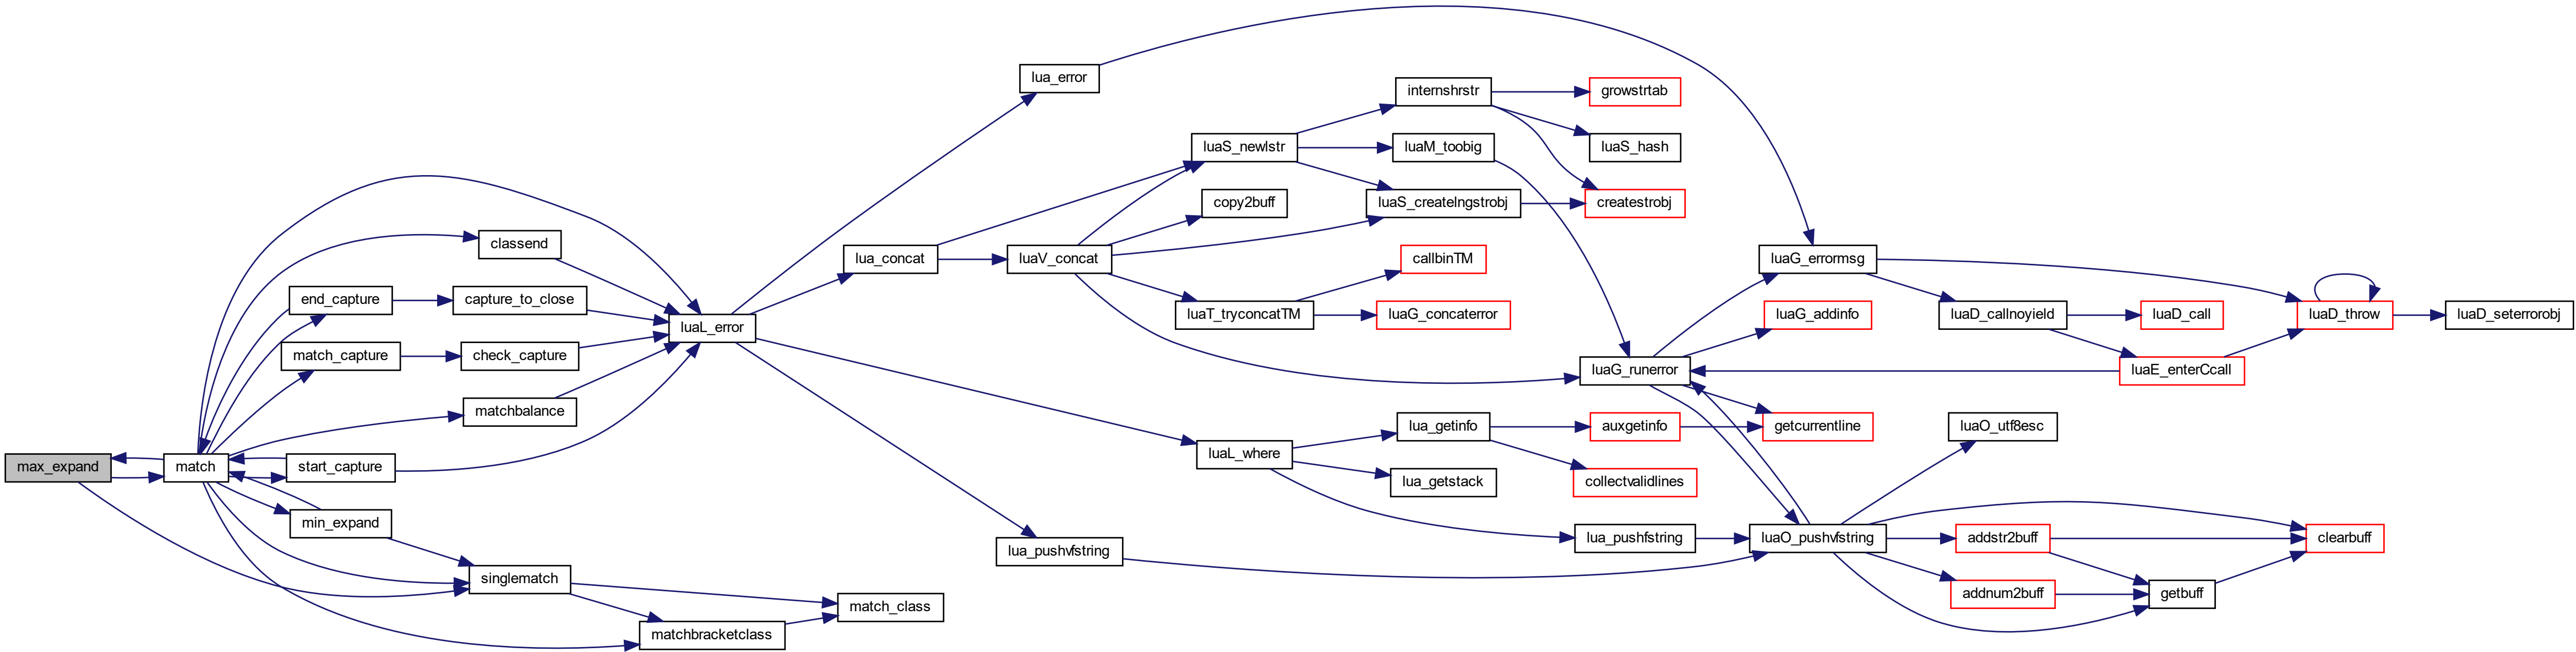 max_expand
match
classend
end_capture
capture_to_close
match_capture
check_capture
matchbalance
start_capture
min_expand
singlematch
matchbracketclass
match_class
luaL_error
lua_error
lua_concat
luaV_concat
luaS_newlstr
copy2buff
luaT_tryconcatTM
internshrstr
luaM_toobig
luaS_createlngstrobj
callbinTM
luaG_concaterror
growstrtab
luaS_hash
createstrobj
luaL_where
lua_pushvfstring
lua_getinfo
lua_getstack
lua_pushfstring
auxgetinfo
collectvalidlines
luaG_runerror
luaG_errormsg
luaG_addinfo
getcurrentline
luaO_pushvfstring
luaD_callnoyield
luaD_call
luaE_enterCcall
luaD_throw
luaD_seterrorobj
luaO_utf8esc
addstr2buff
addnum2buff
getbuff
clearbuff